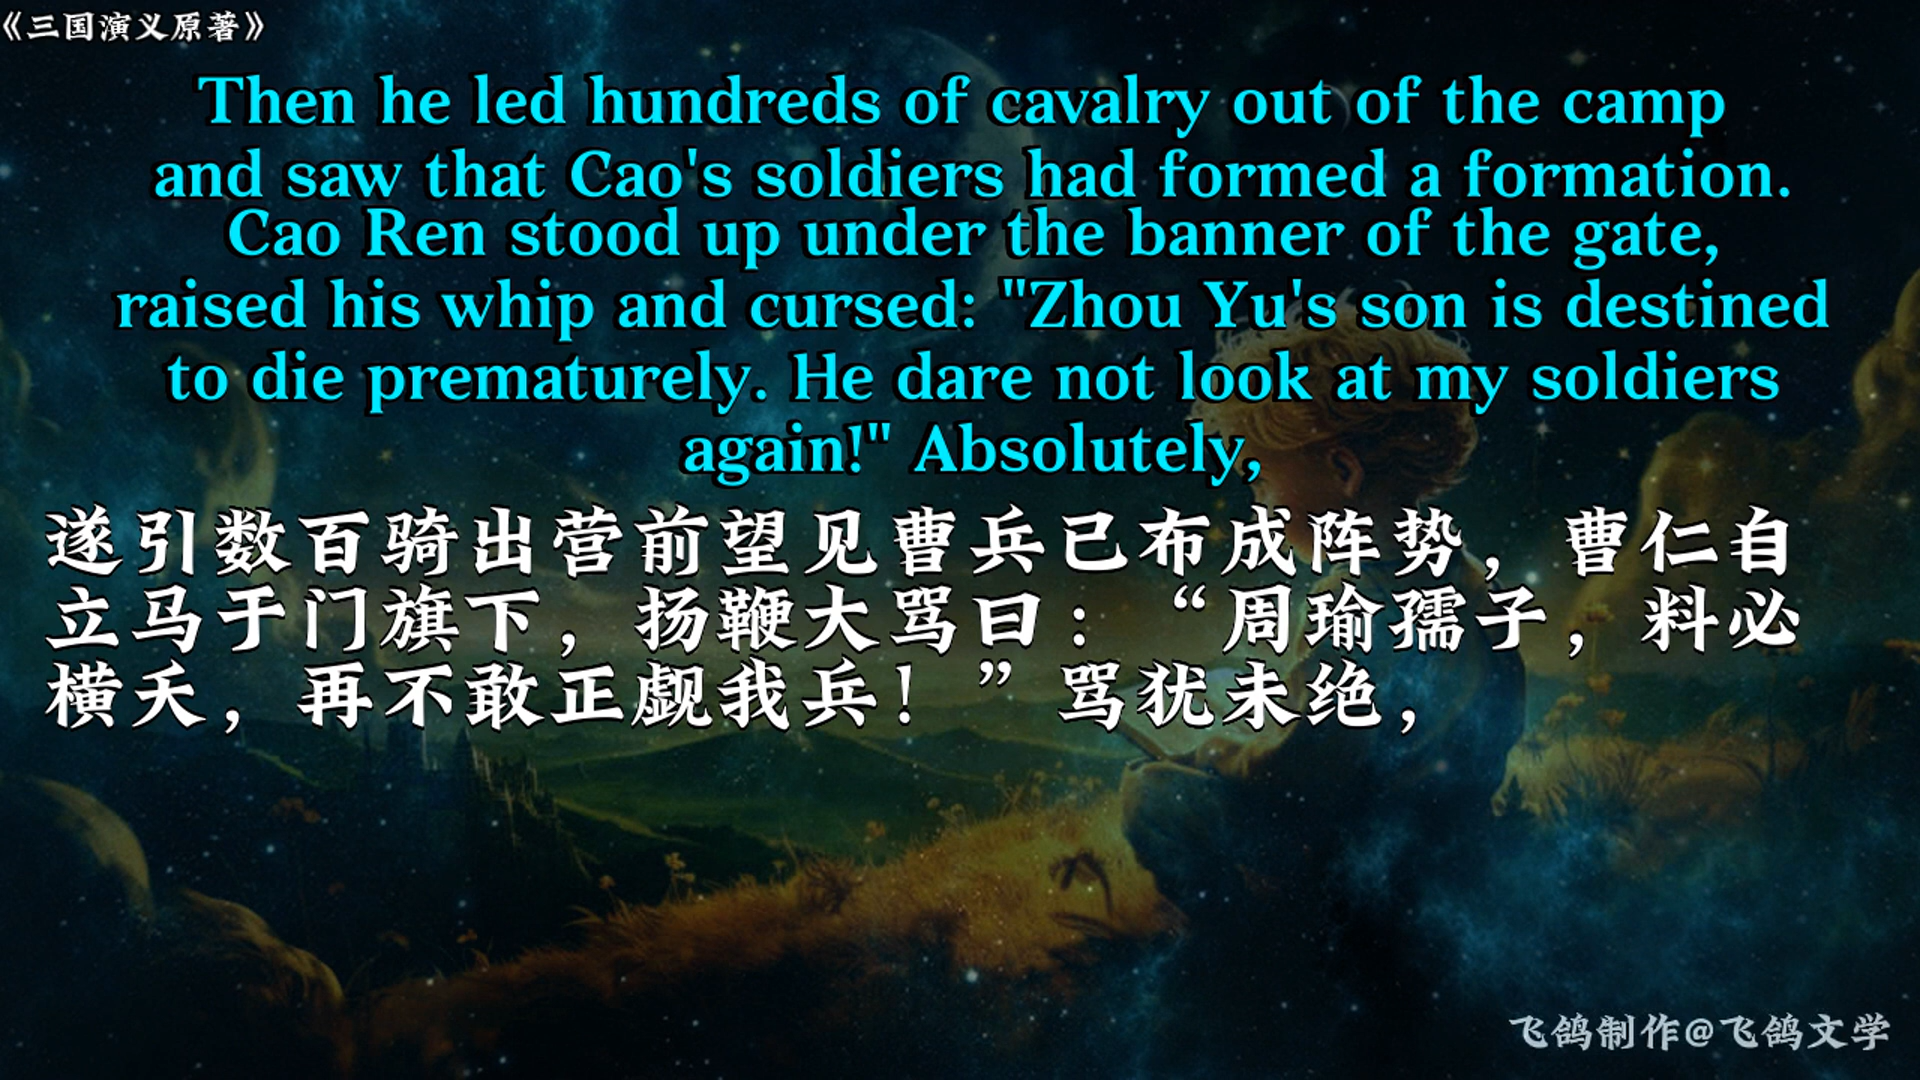 《三国演义原著》
Then he led hundreds of cavalry out of the camp
and saw that Cao's soldiers had formed a formation.
Cao Ren stood up under the banner of the gate,
raised his whip and cursed: "Zhou Yu's son is destined
to die prematurely. He dare not look at my soldiers
again!" Absolutely,
遂引数百骑出营前望见曹兵已布成阵势，曹仁自
立马于门旗下，扬鞭大骂曰：“周瑜孺子，料必
横夭，再不敢正觑我兵！”骂犹未绝，
飞鸽制作@飞鸽文学